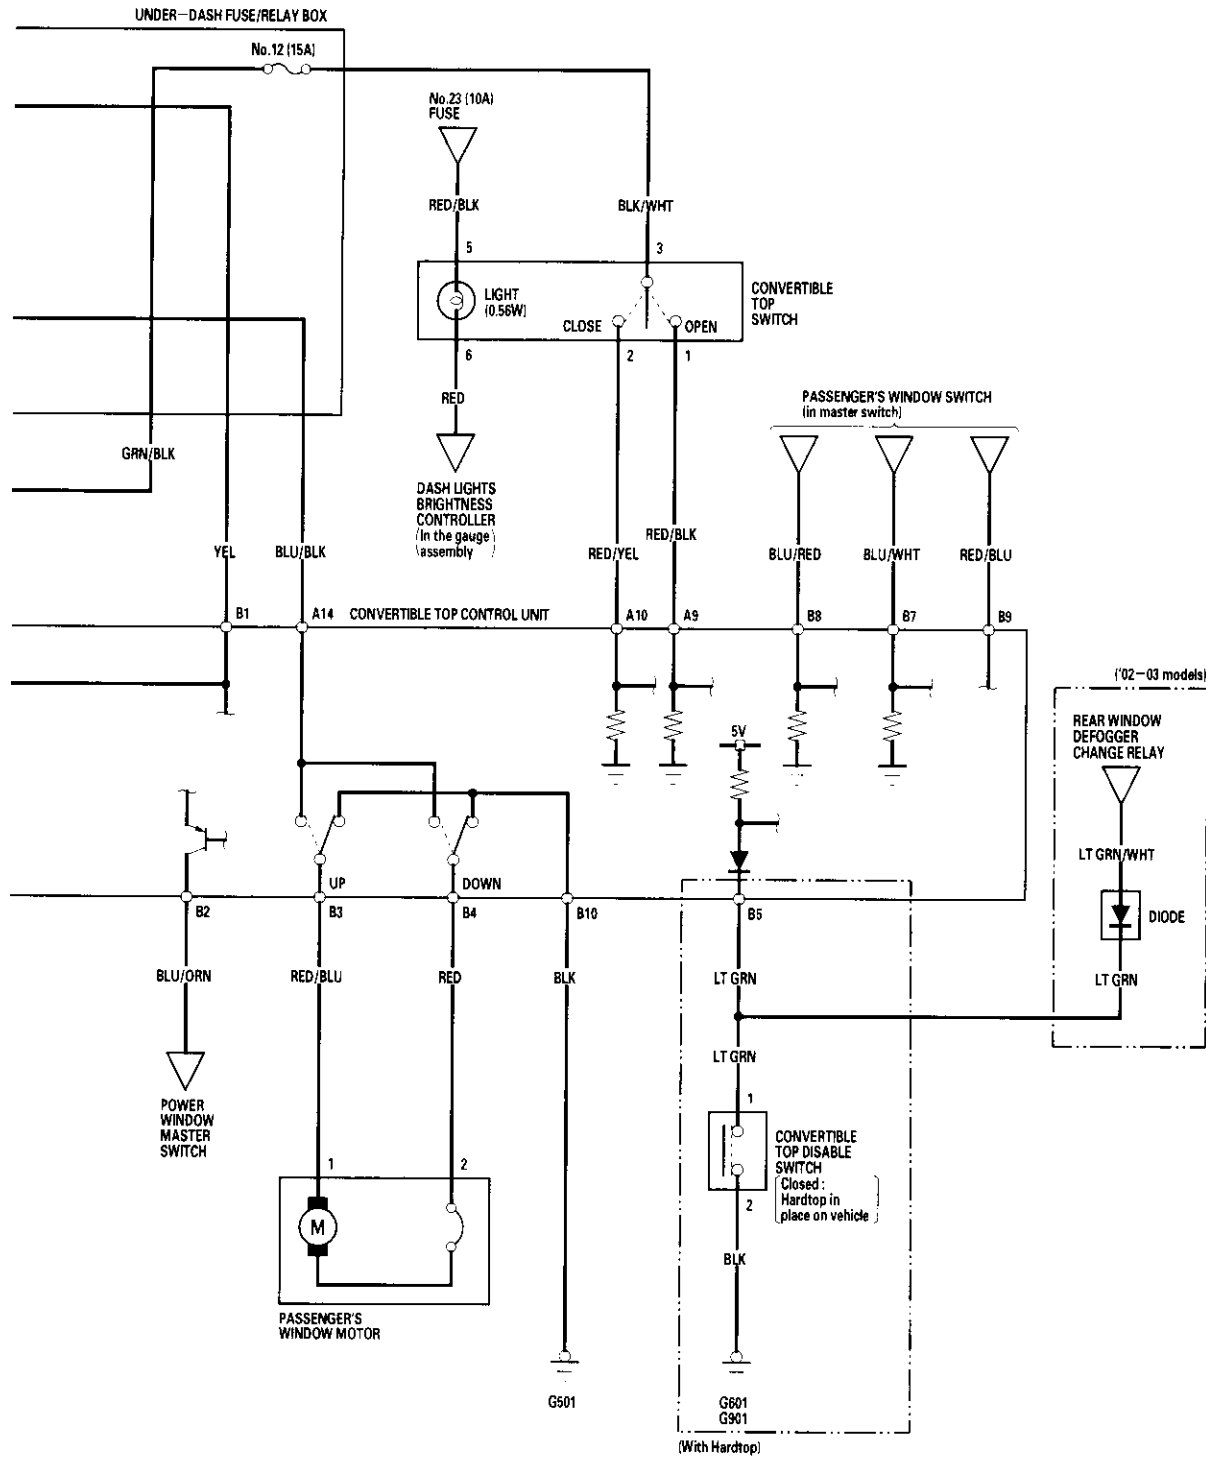 UNDER-DASH FUSE/RELAY BOX
No.12 (15A)
No.23 (10A)
FUSE
RED/BLK
BLK/WHT
5
3
LIGHT
(0.56W)
CLOSE
OPEN
CONVERTIBLE
TOP
SWITCH
6
2
1
RED
PASSENGER'S WINDOW SWITCH
(in master switch)
GRN/BLK
DASH LIGHTS
BRIGHTNESS
CONTROLLER
(In the gauge
assembly)
YEL
BLU/BLK
RED/YEL
RED/BLK
BLU/RED
BLU/WHT
RED/BLU
B1
A14
CONVERTIBLE TOP CONTROL UNIT
A10
A9
B8
B7
B9
('02-03 models)
REAR WINDOW
DEFOGGER
CHANGE RELAY
5V
LT GRN/WHT
UP
DOWN
B2
B3
B4
B10
B5
DIODE
BLU/ORN
RED/BLU
RED
BLK
LT GRN
LT GRN
LT GRN
POWER
WINDOW
MASTER
SWITCH
1
CONVERTIBLE
TOP DISABLE
SWITCH
(Closed :
Hardtop in
place on vehicle)
1
2
2
M
BLK
PASSENGER'S
WINDOW MOTOR
G501
G601
G901
(With Hardtop)